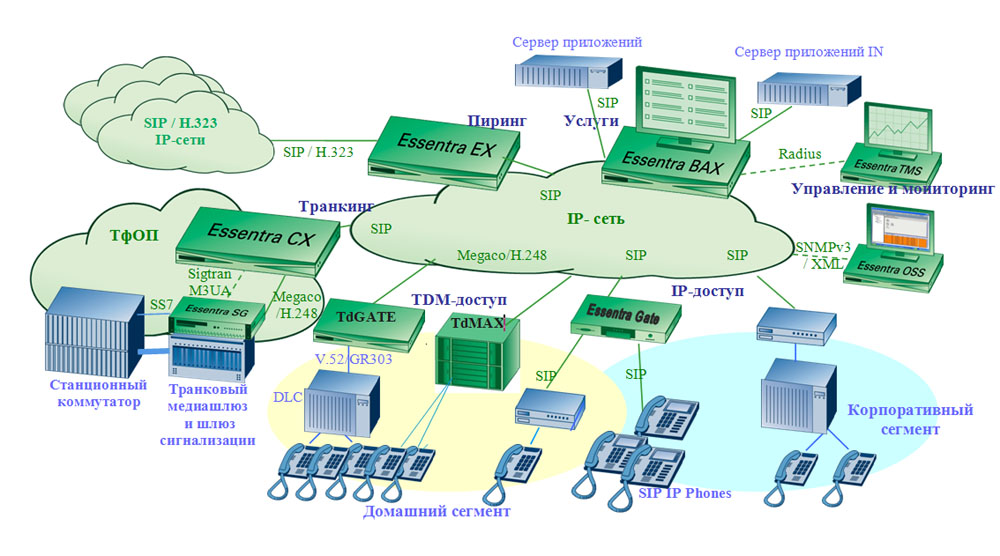 Сервер приложений
Сервер приложений IN
SIP
SIP
SIP / H.323
IP-сети
SIP / H.323
Essentra EX
Пиринг
Услуги
Essentra BAX
Radius
Essentra TMS
Управление и мониторинг
ТфОП
Essentra CX
Транкинг
SIP
SIP
IP- сеть
Megaco/H.248
SIP
SIP
SNMPv3
/ XML
Essentra OSS
Sigtran
M3UA
SS7
Essentra SG
Megaco
/H.248
TdGATE
TDM-доступ
TdMAX
Essentra Gate
IP-доступ
V.52/GR303
DLC
SIP
SIP
Станционный
коммутатор
Транковый
медиашлюз
и шлюз
сигнализации
Корпоративный
сегмент
SIP IP Phones
Домашний сегмент